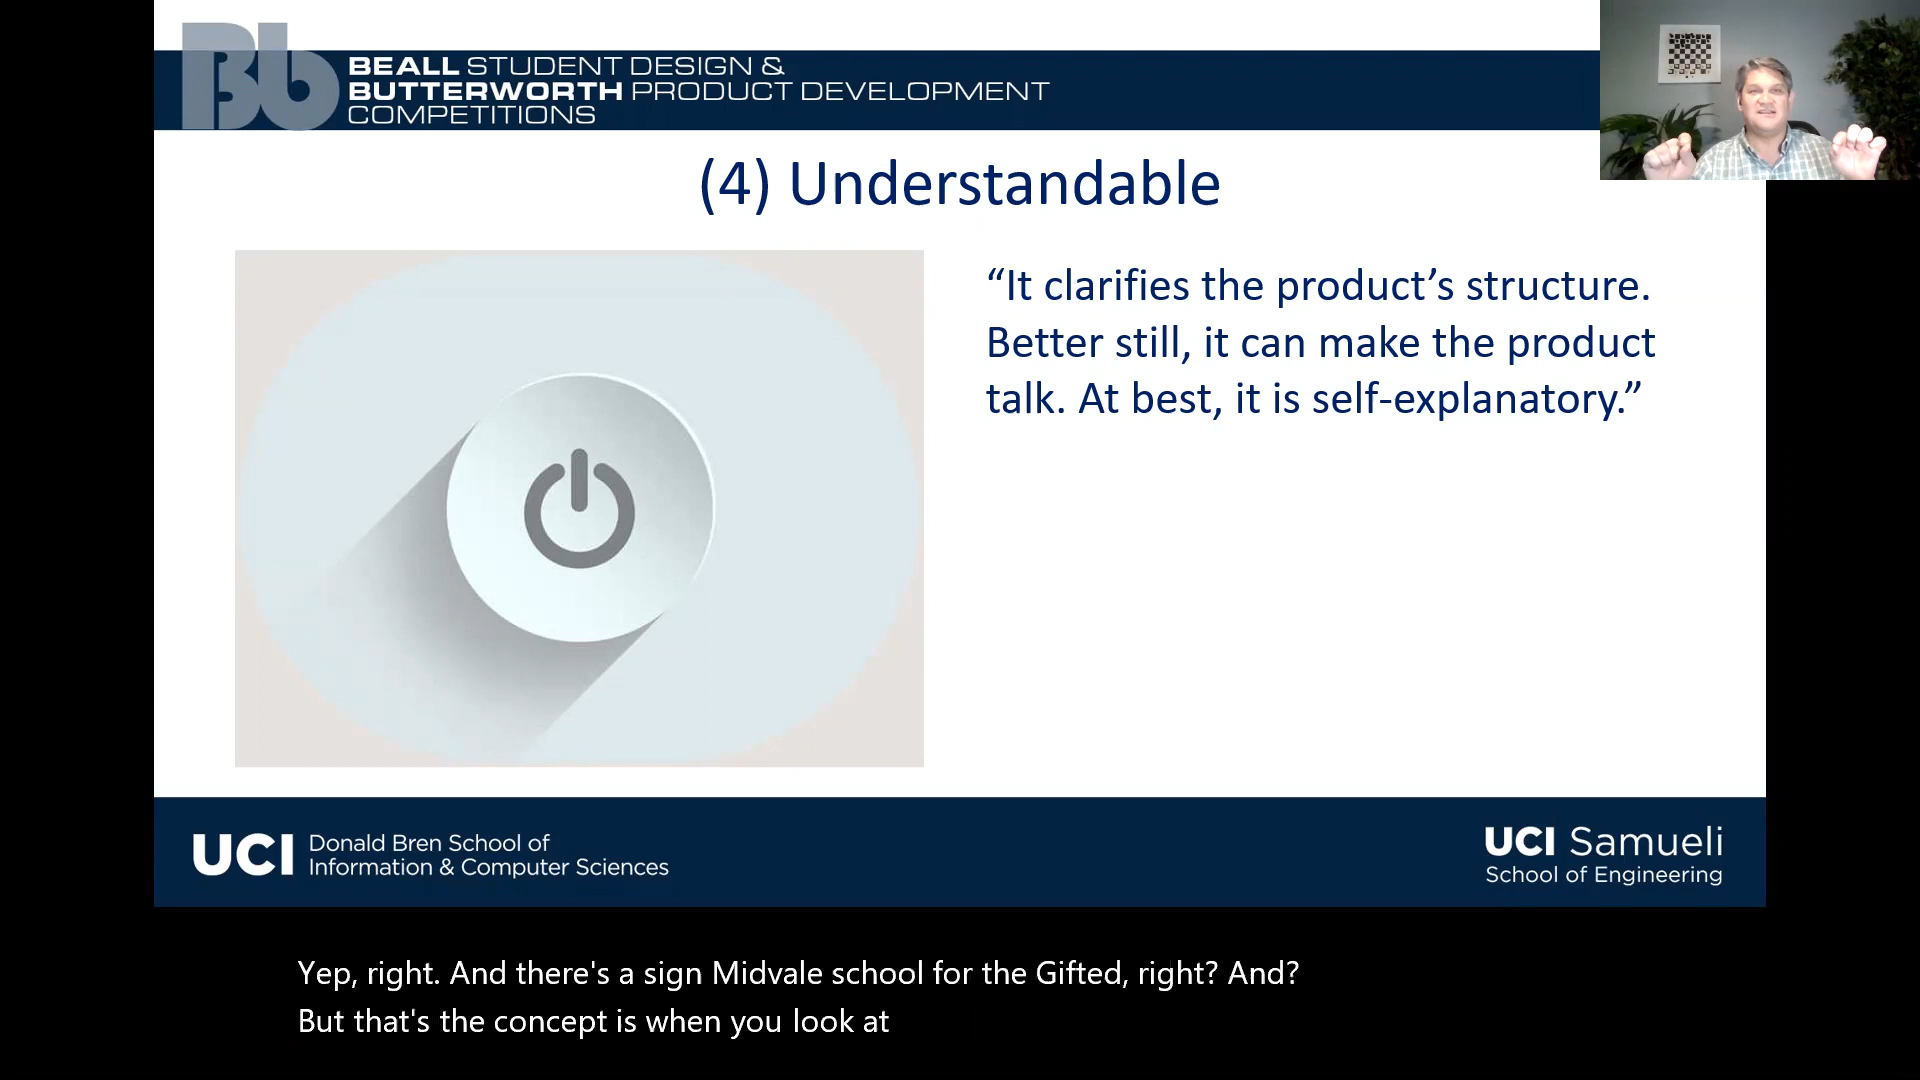 Bb
BEALL STUDENT DESIGN &
BUTTERWORTH PRODUCT DEVELOPMENT
COMPETITIONS
(4) Understandable
“It clarifies the product’s structure.
Better still, it can make the product
talk. At best, it is self-explanatory.”
UCI Donald Bren School of
Information & Computer Sciences
UCI Samueli
School of Engineering
Yep, right. And there's a sign Midvale school for the Gifted, right? And?
But that's the concept is when you look at